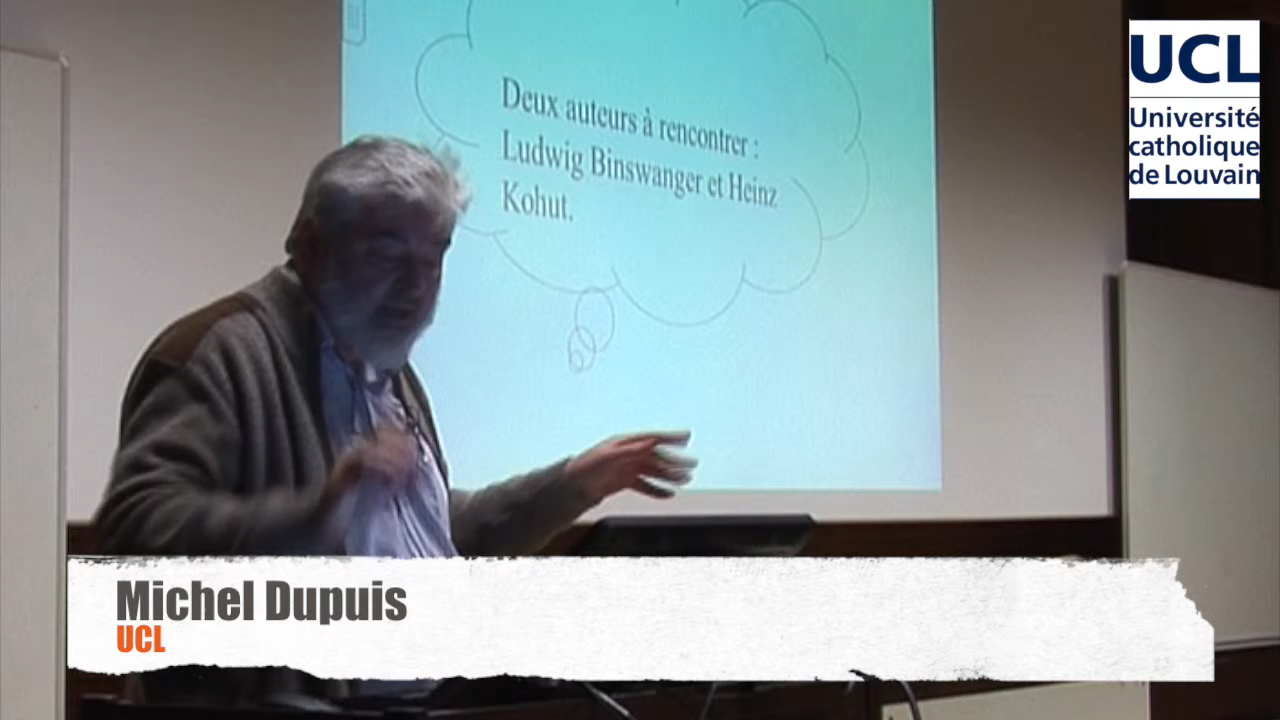 Deux auteurs à rencontrer :
Ludwig Binswanger et Heinz
Kohut.
UCL
Université
catholique
de Louvain
Michel Dupuis
UCL